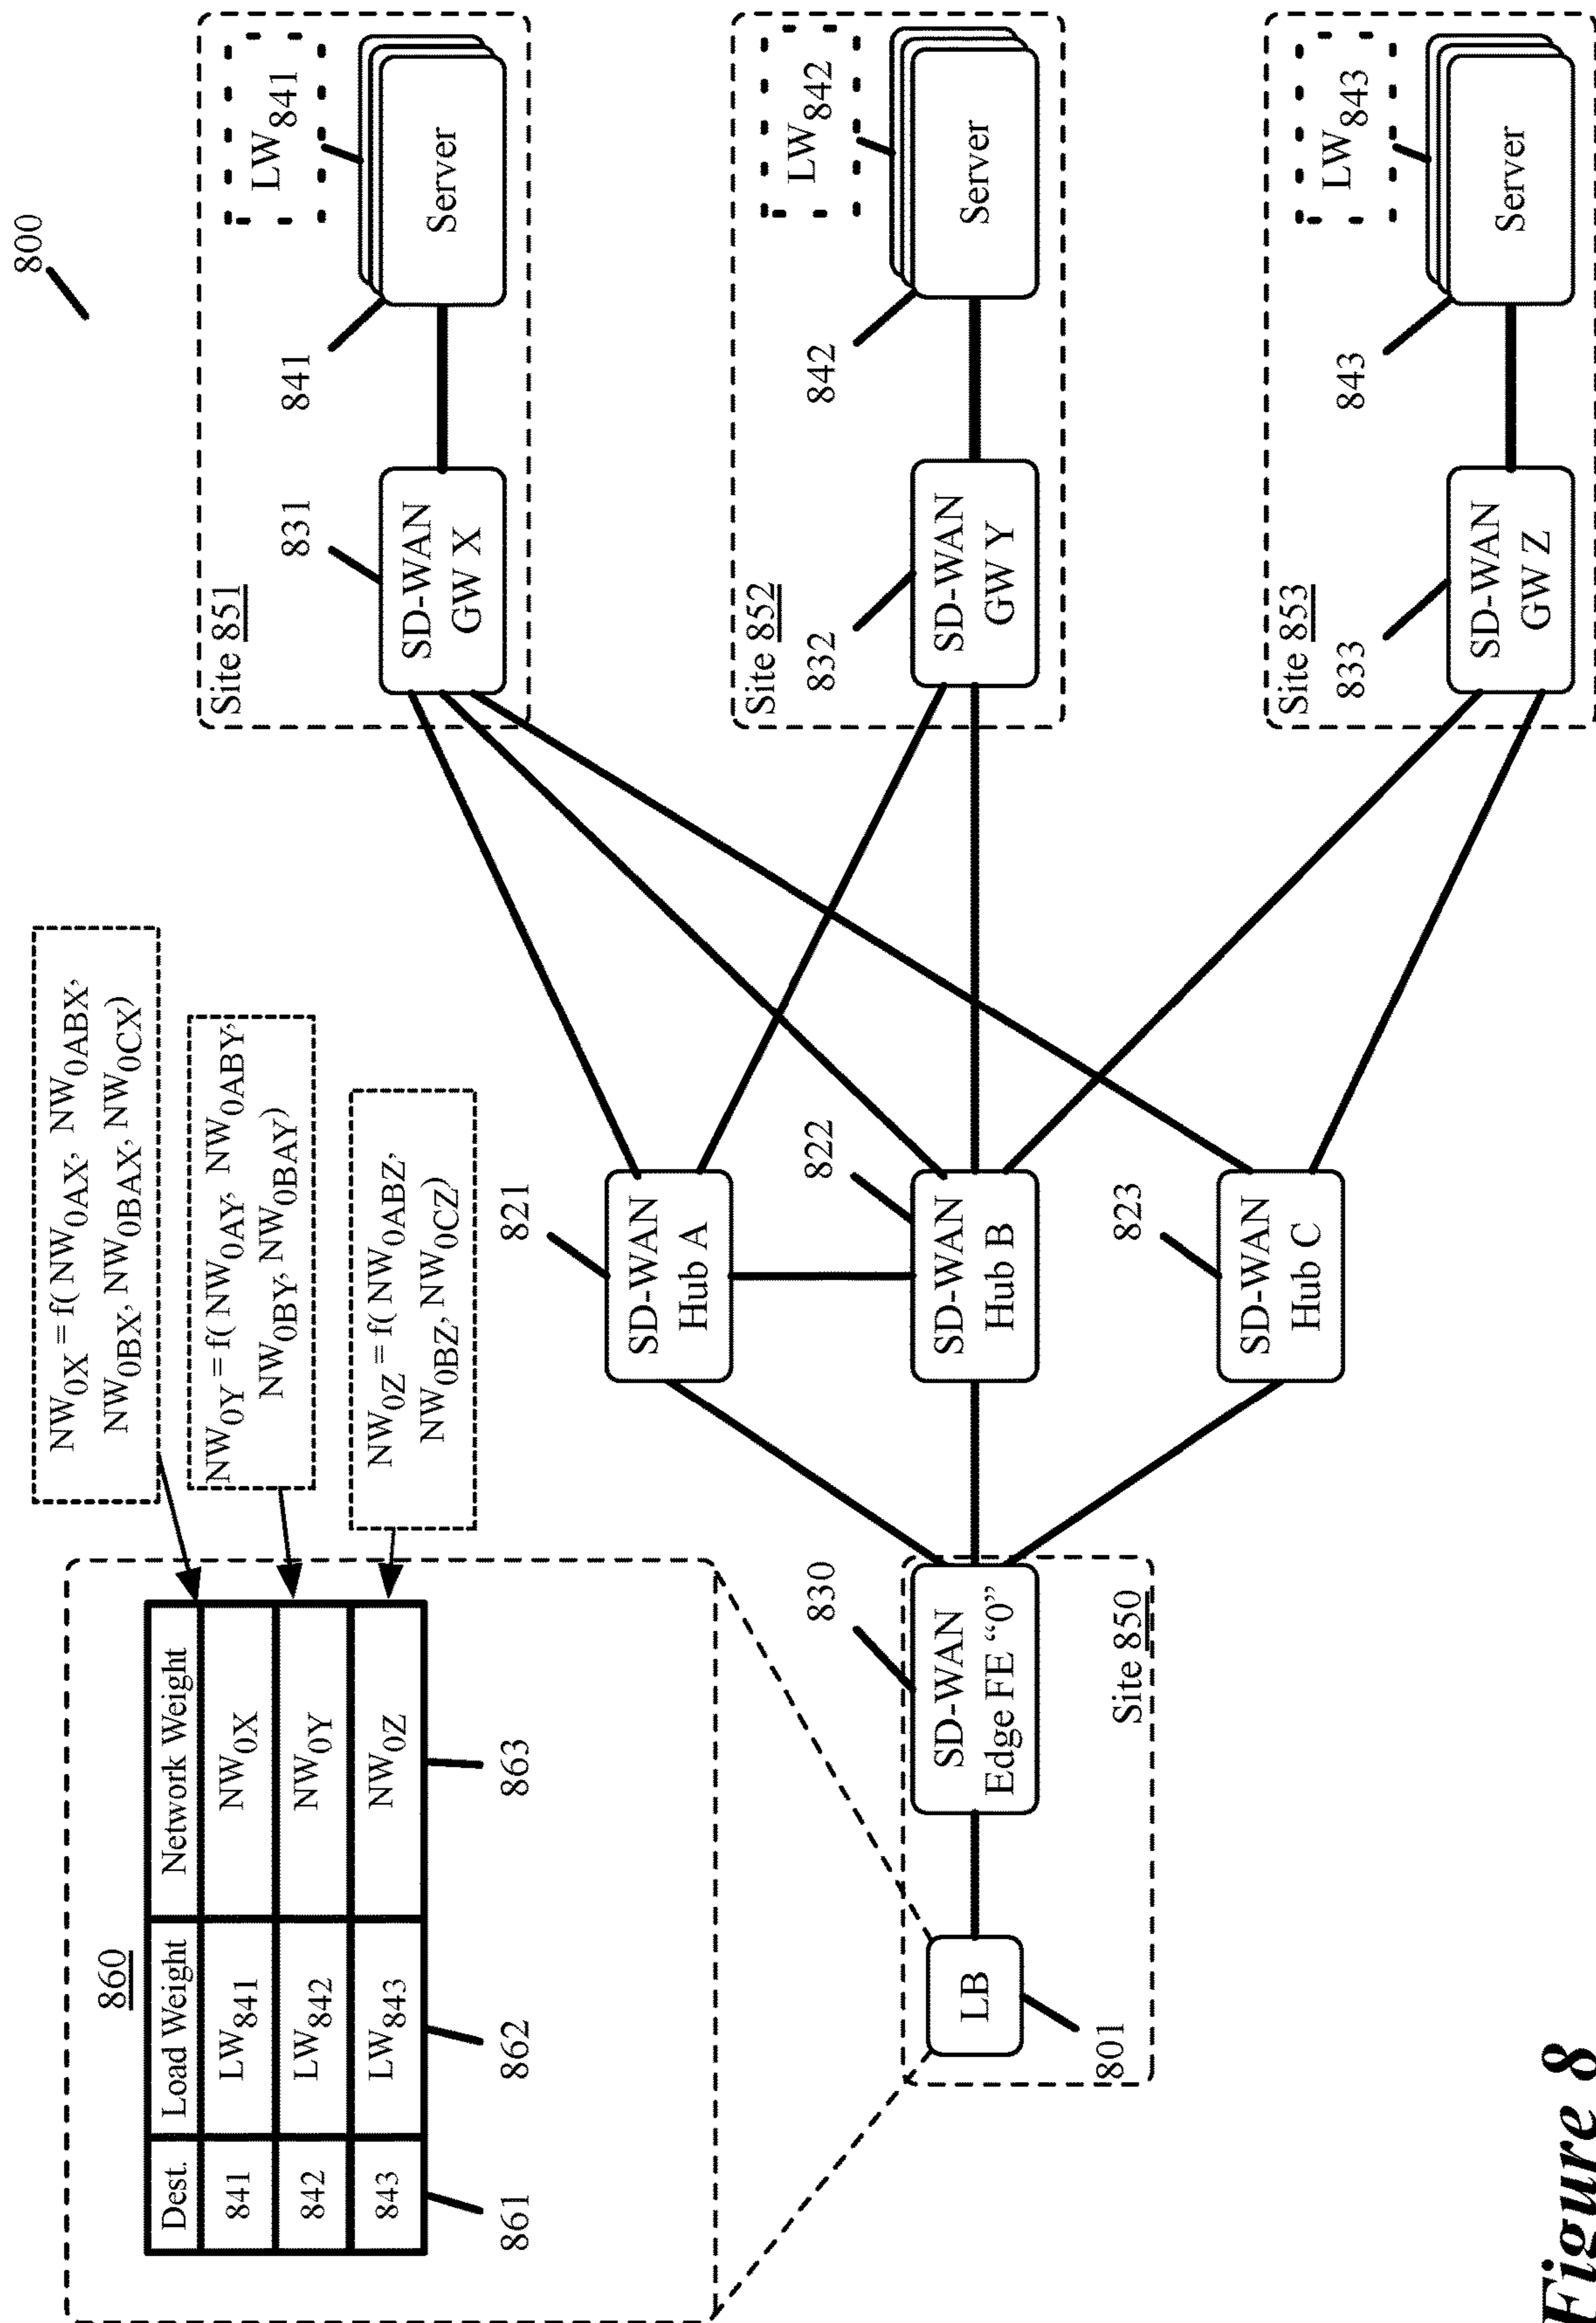 800
860
Dest. Load Weight Network Weight
841 LW841 NW0X
842 LW842 NW0Y
843 LW843 NW0Z
861 862 863
NW0X = f( NW0AX, NW0ABX,
NW0BX, NW0BAX, NW0CX)
NW0Y = f( NW0AY, NW0ABY,
NW0BY, NW0BAY)
NW0Z = f( NW0ABZ,
NW0BZ, NW0CZ)
LB
801
830
SD-WAN
Edge FE “0”
Site 850
821
SD-WAN
Hub A
822
SD-WAN
Hub B
823
SD-WAN
Hub C
Site 851
831
SD-WAN
GW X
841
Server
LW841
Site 852
832
SD-WAN
GW Y
842
Server
LW842
Site 853
833
SD-WAN
GW Z
843
Server
LW843
Figure 8